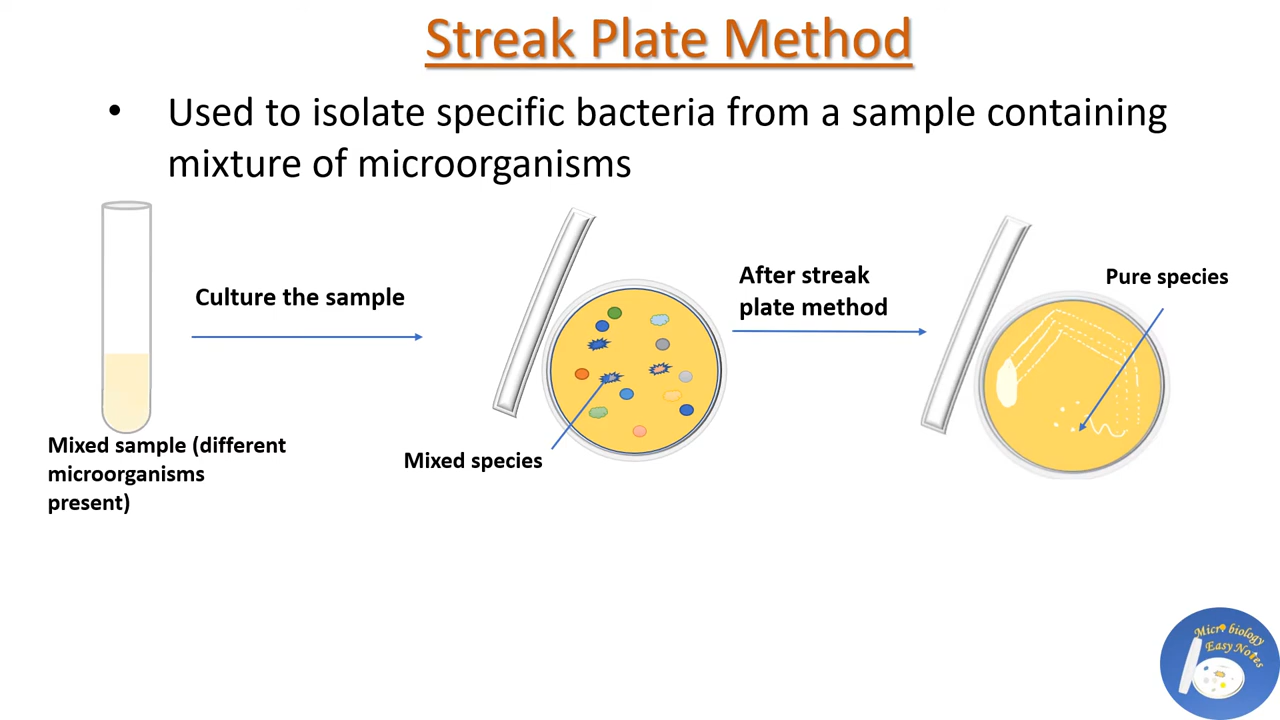 Streak Plate Method
• Used to isolate specific bacteria from a sample containing
mixture of microorganisms
Culture the sample
After streak
plate method
Pure species
Mixed sample (different
microorganisms
present)
Mixed species
Micro biology
Easy Notes